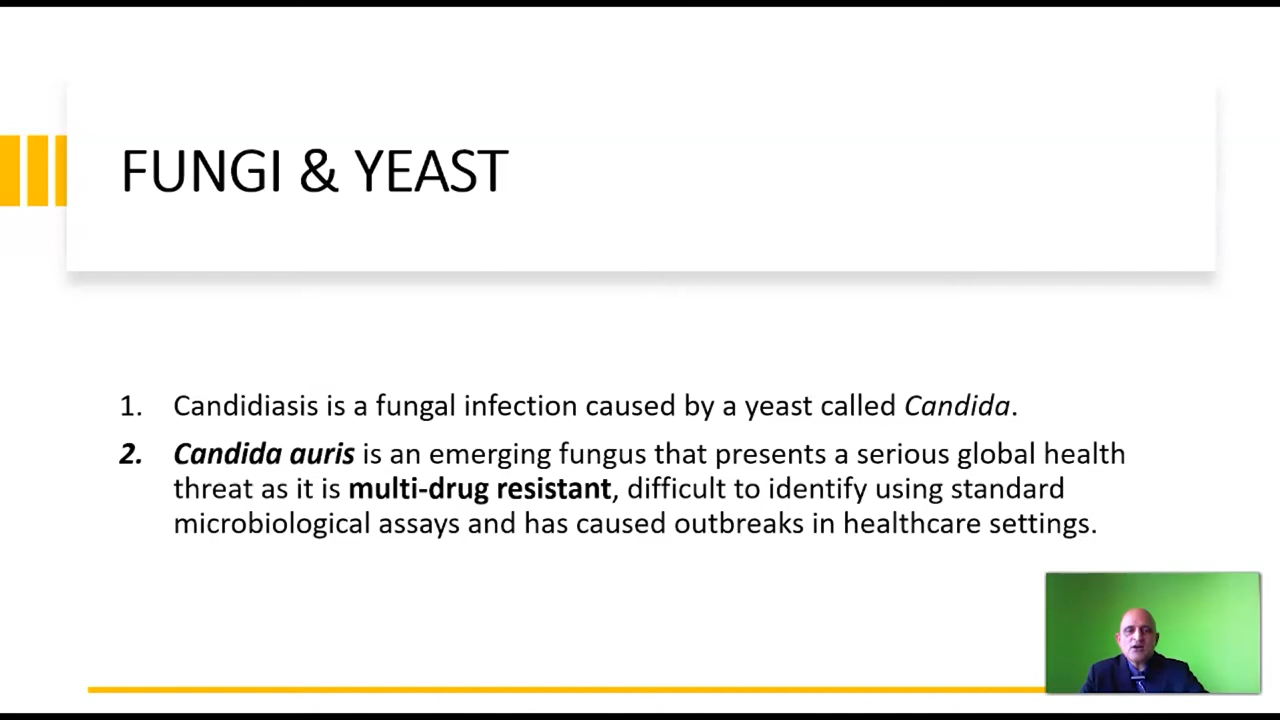 FUNGI & YEAST
1. Candidiasis is a fungal infection caused by a yeast called Candida.
2. Candida auris is an emerging fungus that presents a serious global health
threat as it is multi-drug resistant, difficult to identify using standard
microbiological assays and has caused outbreaks in healthcare settings.